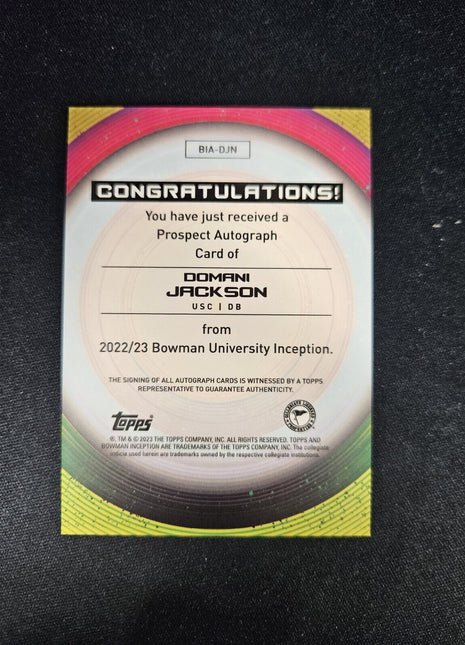 BIA-DJN
CONGRATULATIONS!
You have just received a
Prospect Autograph
Card of
DOMANI
JACKSON
USC | DB
from
2022/23 Bowman University Inception.
THE SIGNING OF ALL AUTOGRAPH CARDS IS WITNESSED BY A TOPPS
REPRESENTATIVE TO GUARANTEE AUTHENTICITY.
topps
®, TM & © 2023 THE TOPPS COMPANY, INC. ALL RIGHTS RESERVED. TOPPS AND
BOWMAN INCEPTION ARE TRADEMARKS OF THE TOPPS COMPANY, INC. The collegiate
indicia used herein are trademarks owned by the respective collegiate institutions.